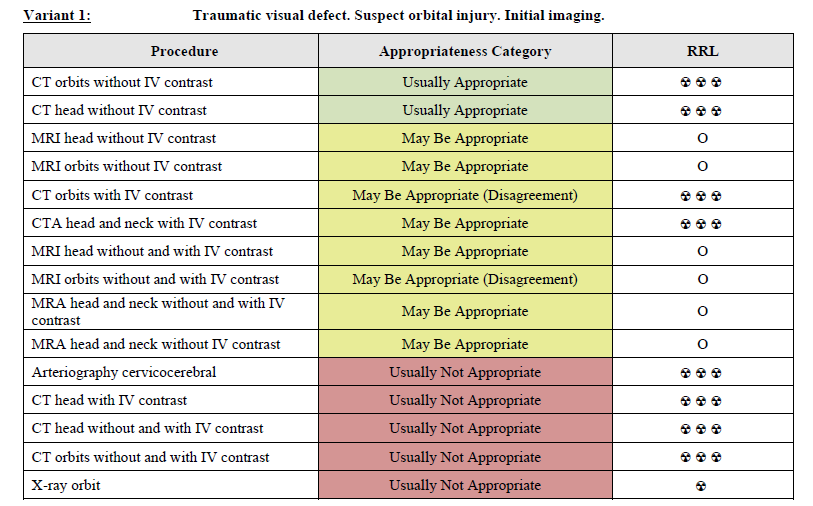 Variant 1: Traumatic visual defect. Suspect orbital injury. Initial imaging.
Procedure Appropriateness Category RRL
CT orbits without IV contrast Usually Appropriate ☢☢☢
CT head without IV contrast Usually Appropriate ☢☢☢
MRI head without IV contrast May Be Appropriate O
MRI orbits without IV contrast May Be Appropriate O
CT orbits with IV contrast May Be Appropriate (Disagreement) ☢☢☢
CTA head and neck with IV contrast May Be Appropriate ☢☢☢
MRI head without and with IV contrast May Be Appropriate O
MRI orbits without and with IV contrast May Be Appropriate (Disagreement) O
MRA head and neck without and with IV
contrast May Be Appropriate O
MRA head and neck without IV contrast May Be Appropriate O
Arteriography cervicocerebral Usually Not Appropriate ☢☢☢
CT head with IV contrast Usually Not Appropriate ☢☢☢
CT head without and with IV contrast Usually Not Appropriate ☢☢☢
CT orbits without and with IV contrast Usually Not Appropriate ☢☢☢
X-ray orbit Usually Not Appropriate ☢